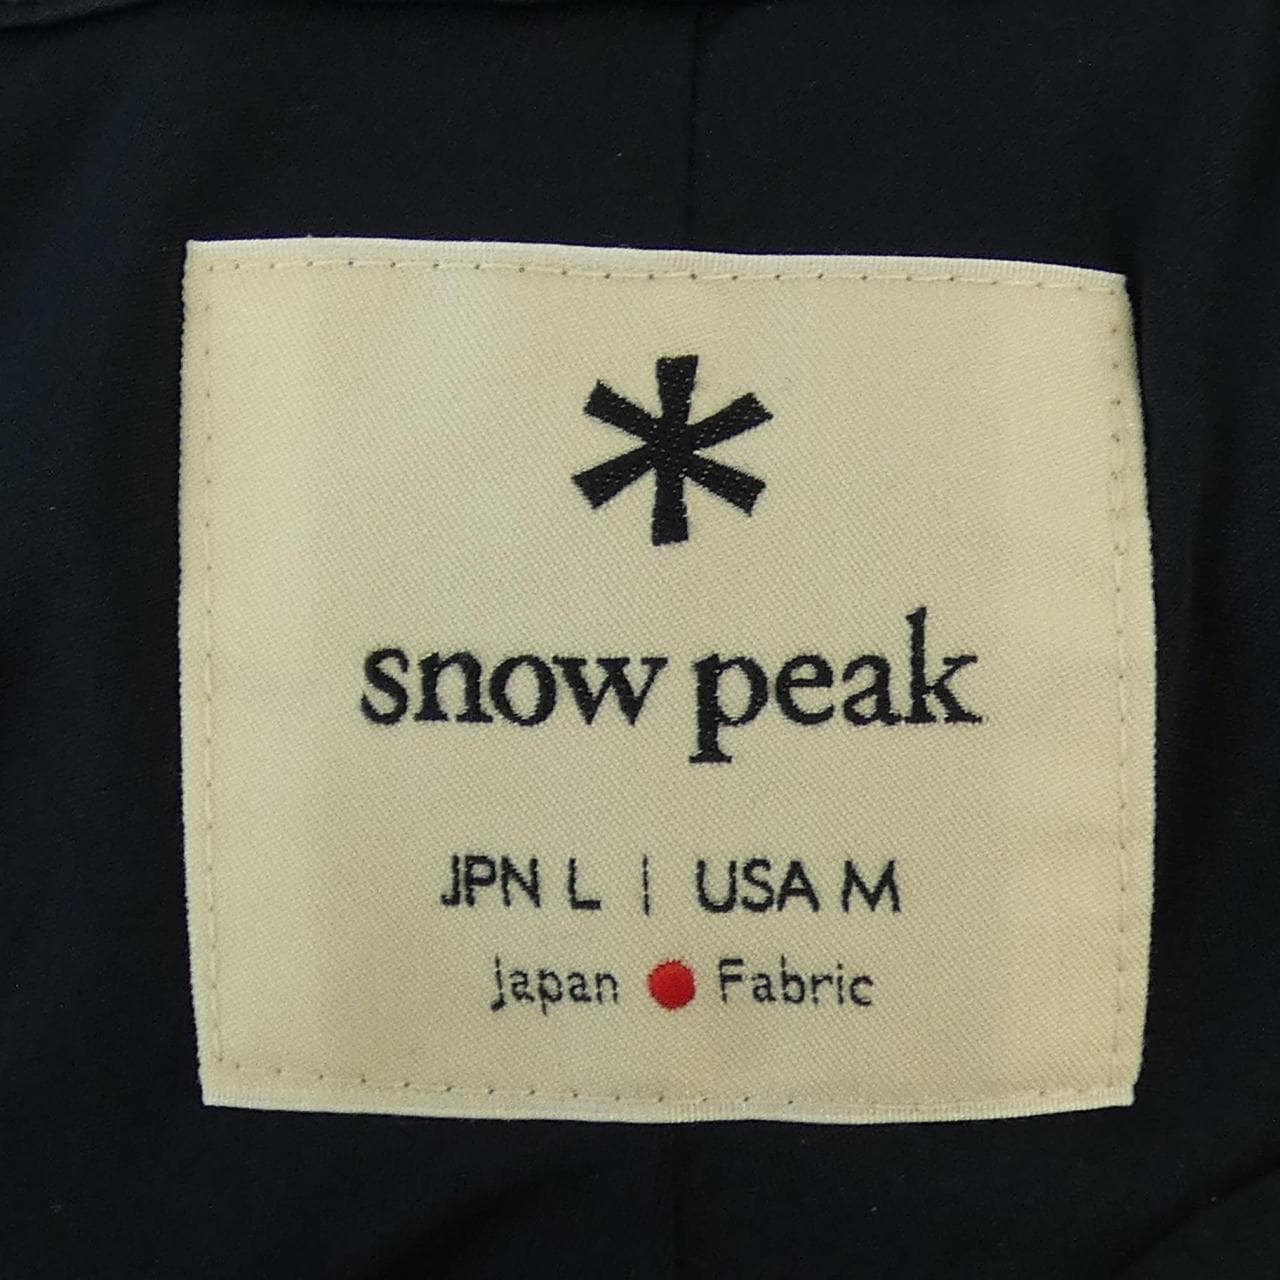 snow peak
JPN L | USA M
Japan ● Fabric